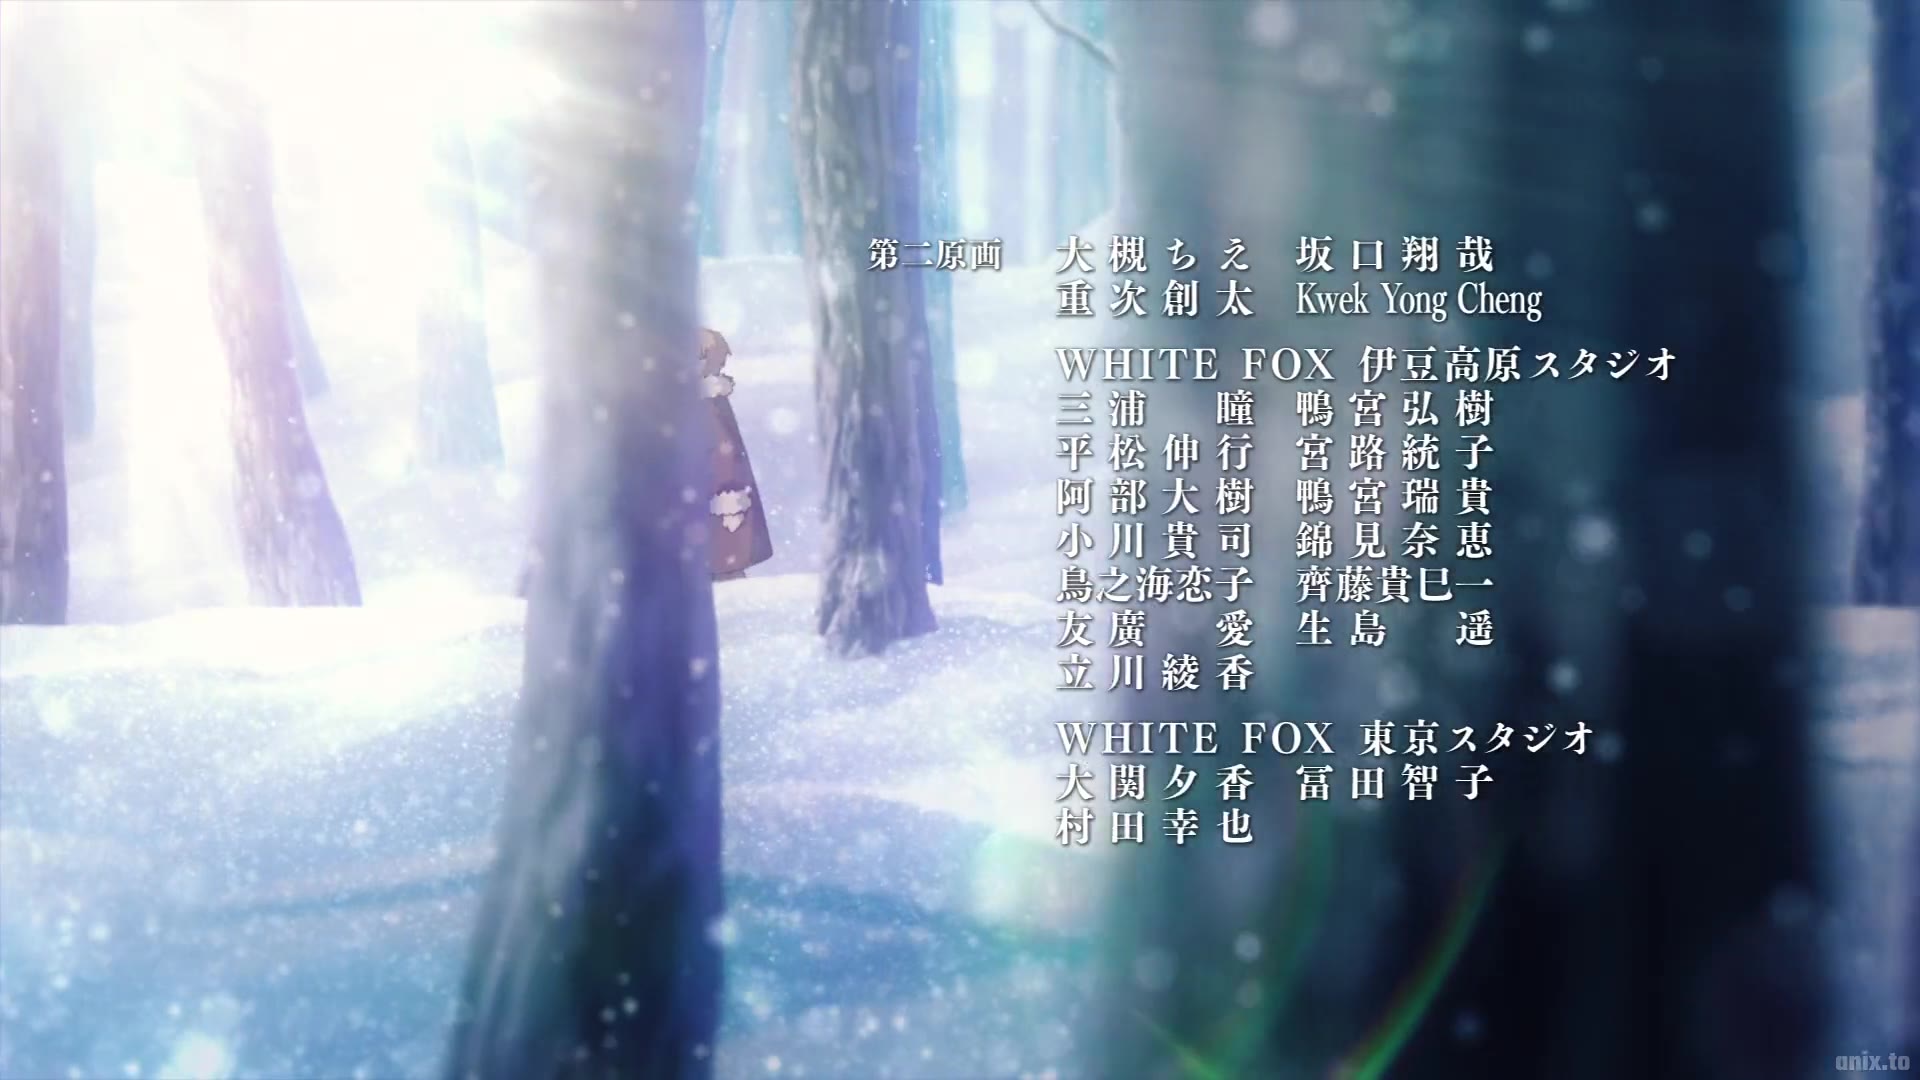 第二原画 大槻ちえ 坂口翔哉
重次創太 Kwek Yong Cheng
WHITE FOX 伊豆高原スタジオ
三浦 瞳 鴨宮弘樹
平松伸行 宮路統子
阿部大樹 鴨宮瑞貴
小川貴司 錦見奈恵
鳥之海恋子 齊藤貴巳一
友廣 愛 生島 遥
立川綾香
WHITE FOX 東京スタジオ
大関夕香 冨田智子
村田幸也
anix.to